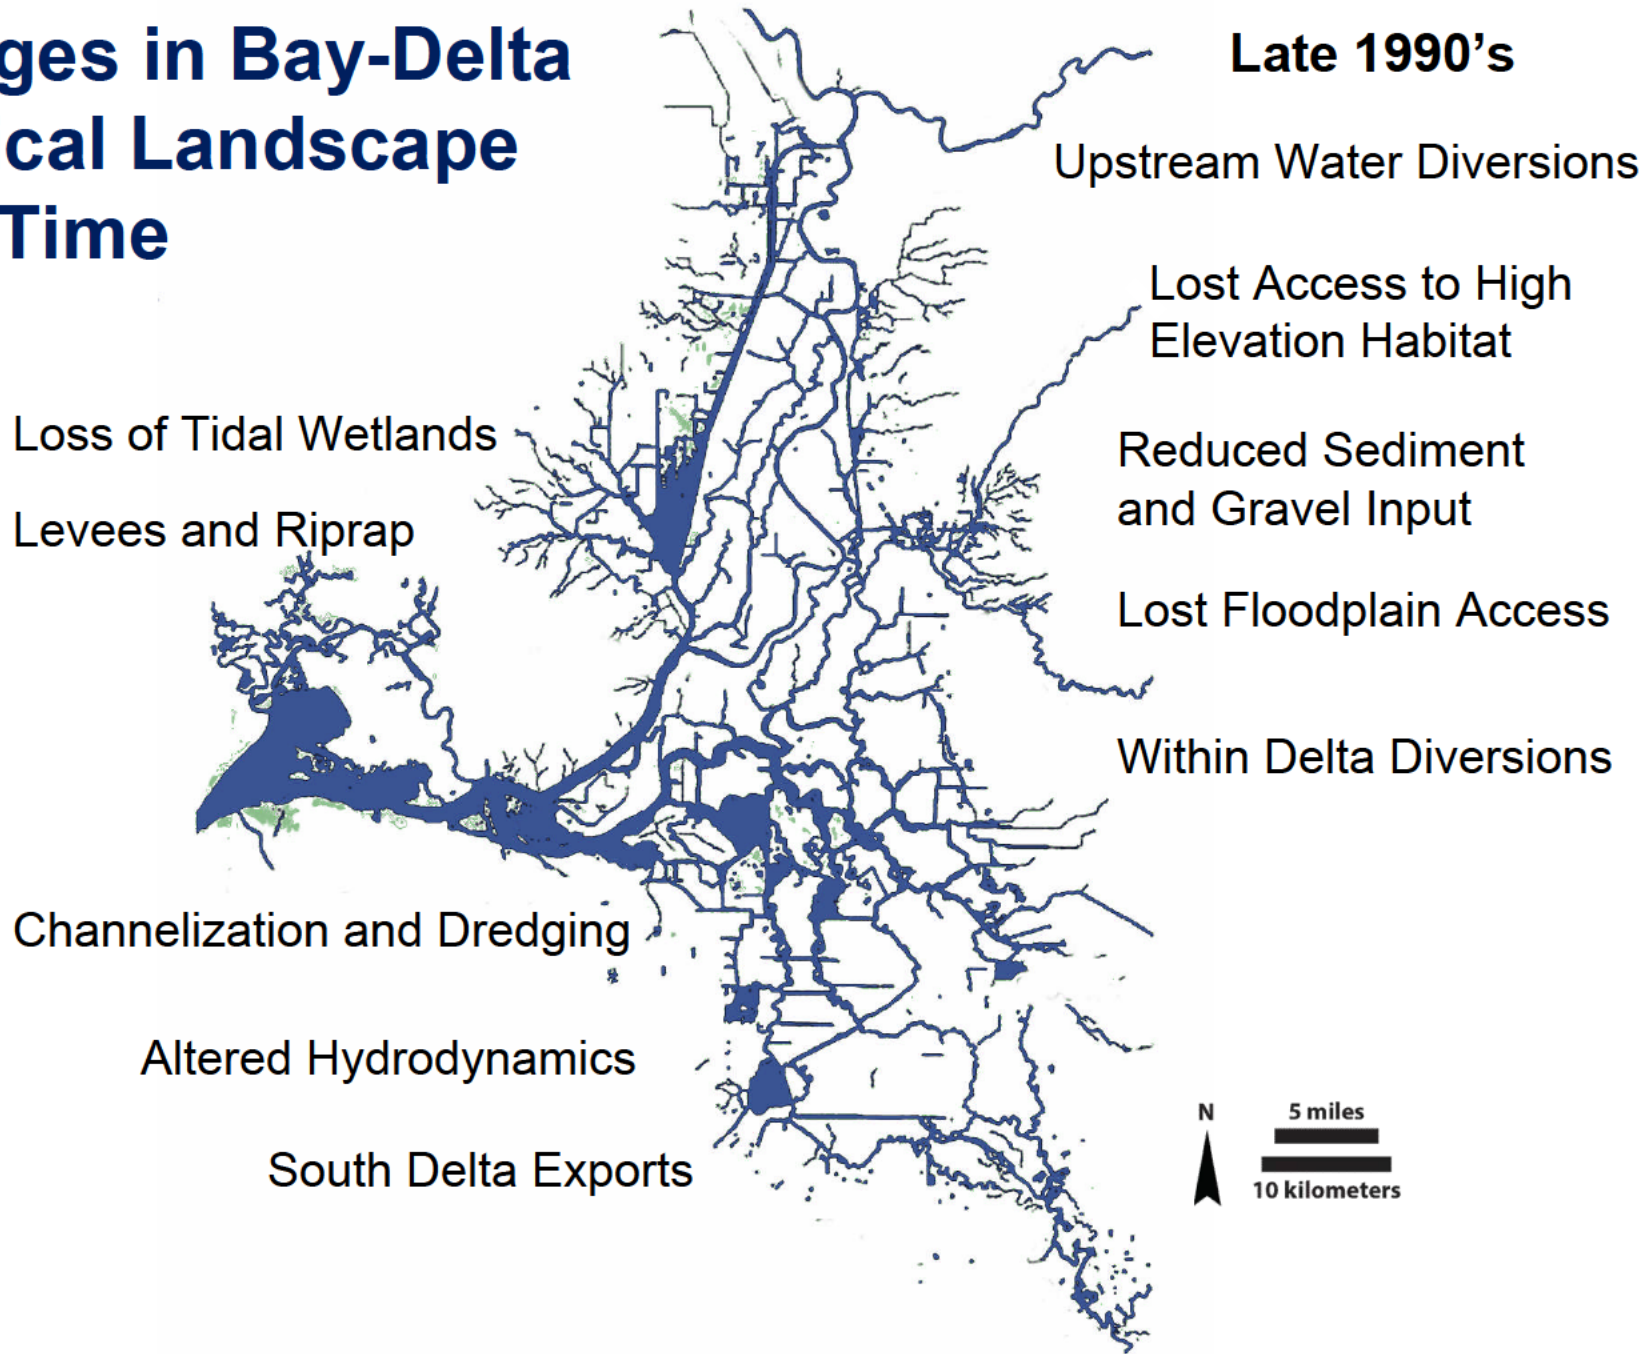 ges in Bay-Delta
cal Landscape
Time
Late 1990's
Upstream Water Diversions
Lost Access to High
Elevation Habitat
Loss of Tidal Wetlands
Reduced Sediment
and Gravel Input
Levees and Riprap
Lost Floodplain Access
Within Delta Diversions
Channelization and Dredging
Altered Hydrodynamics
South Delta Exports
N
5 miles
10 kilometers